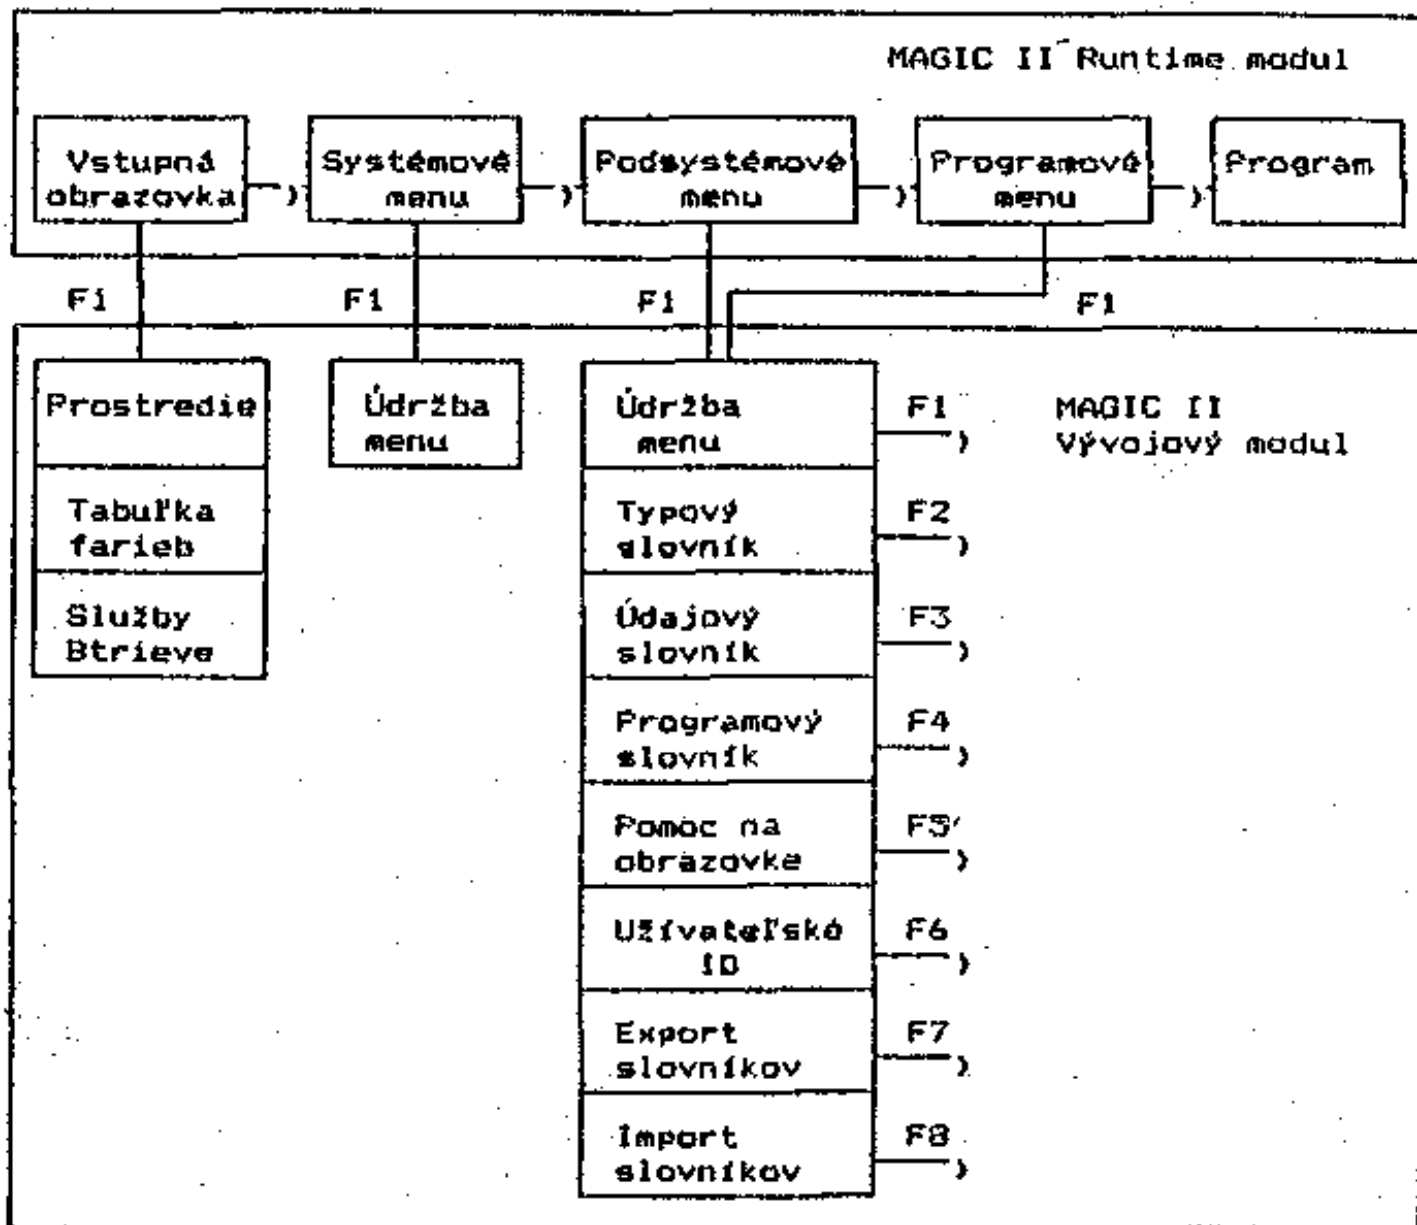 MAGIC II Runtime modul
Vstupná
obrazovka
Systémové
menu
Podsystémové
menu
Programové
menu
Program
F1
F1
F1
F1
Prostredie
Tabuľka
farieb
Služby
Btrieve
Údržba
menu
Údržba
menu
F1
MAGIC II
Vývojový modul
Typový
slovník
F2
Údajový
slovník
F3
Programový
slovník
F4
Pomoc na
obrazovke
F5
Užívateľské
ID
F6
Export
slovníkov
F7
Import
slovníkov
F8